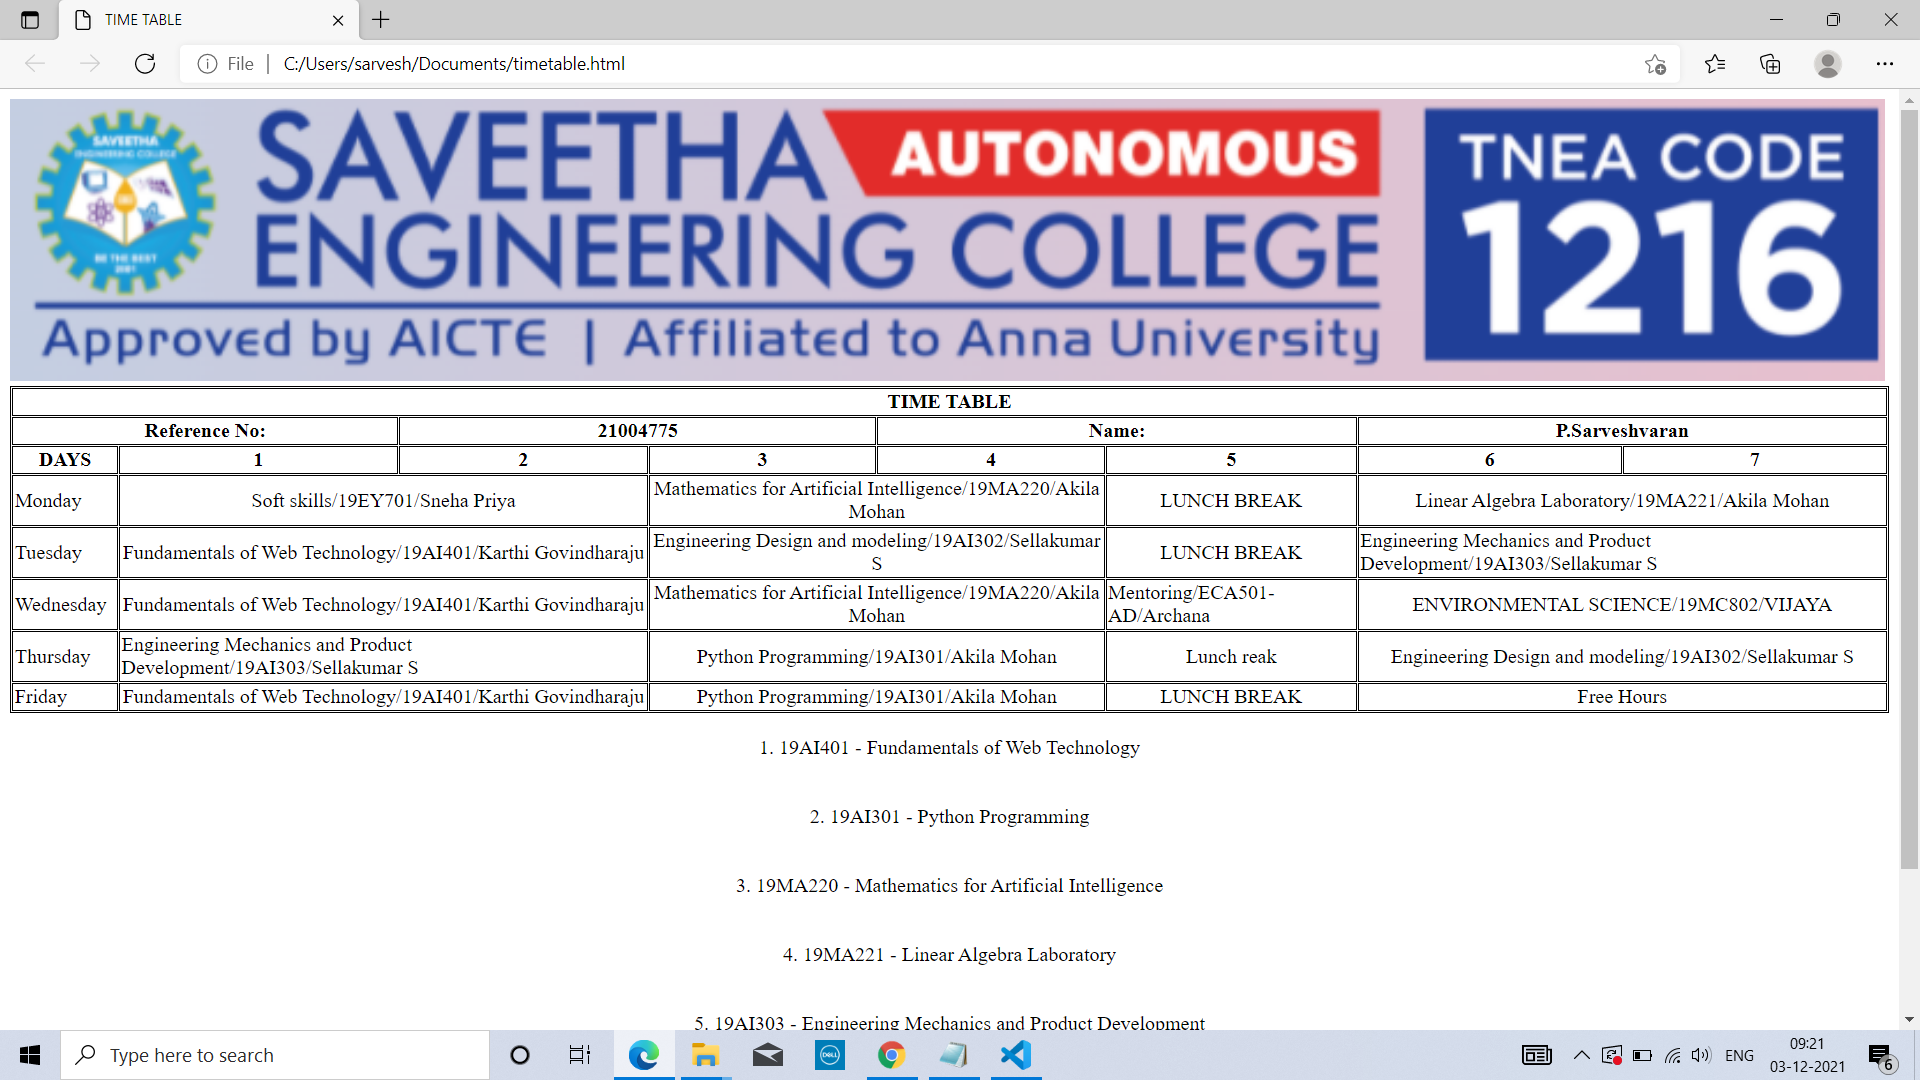 TIME TABLE
File
C:/Users/sarvesh/Documents/timetable.html
SAVEETHA
ENGINEERING COLLEGE
BE THE BEST
2001
SAVEETHA AUTONOMOUS
ENGINEERING COLLEGE
Approved by AICTE | Affiliated to Anna University
TNEA CODE
1216
TIME TABLE
Reference No: 21004775 Name: P.Sarveshvaran
DAYS 1 2 3 4 5 6 7
Monday Soft skills/19EY701/Sneha Priya Mathematics for Artificial Intelligence/19MA220/Akila Mohan LUNCH BREAK Linear Algebra Laboratory/19MA221/Akila Mohan
Tuesday Fundamentals of Web Technology/19AI401/Karthi Govindharaju Engineering Design and modeling/19AI302/Sellakumar S LUNCH BREAK Engineering Mechanics and Product Development/19AI303/Sellakumar S
Wednesday Fundamentals of Web Technology/19AI401/Karthi Govindharaju Mathematics for Artificial Intelligence/19MA220/Akila Mohan Mentoring/ECA501-AD/Archana ENVIRONMENTAL SCIENCE/19MC802/VIJAYA
Thursday Engineering Mechanics and Product Development/19AI303/Sellakumar S Python Programming/19AI301/Akila Mohan Lunch reak Engineering Design and modeling/19AI302/Sellakumar S
Friday Fundamentals of Web Technology/19AI401/Karthi Govindharaju Python Programming/19AI301/Akila Mohan LUNCH BREAK Free Hours
1. 19AI401 - Fundamentals of Web Technology
2. 19AI301 - Python Programming
3. 19MA220 - Mathematics for Artificial Intelligence
4. 19MA221 - Linear Algebra Laboratory
5. 19AI303 - Engineering Mechanics and Product Development
Type here to search
DELL
ENG
09:21
03-12-2021
6